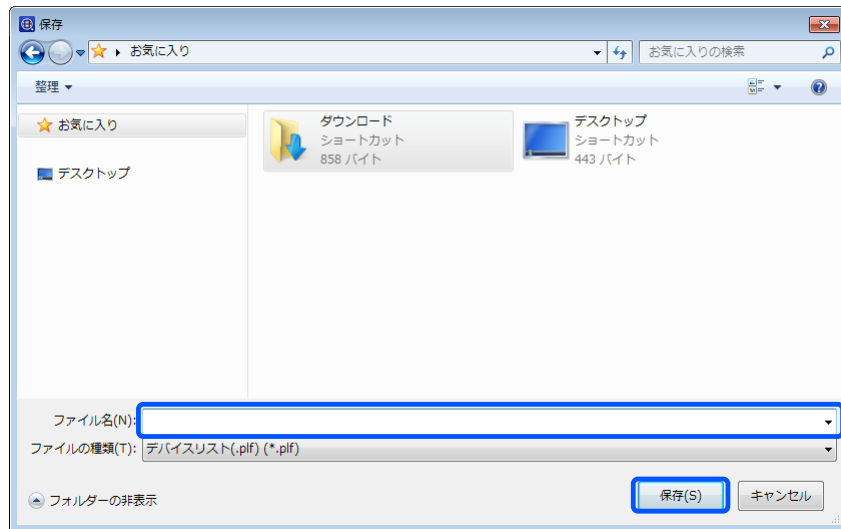 保存
お気に入り
お気に入りの検索
整理
お気に入り
デスクトップ
ダウンロード
ショートカット
858 バイト
デスクトップ
ショートカット
443 バイト
ファイル名(N):
ファイルの種類(T): デバイスリスト(.plf) (*.plf)
フォルダーの非表示
保存(S)
キャンセル